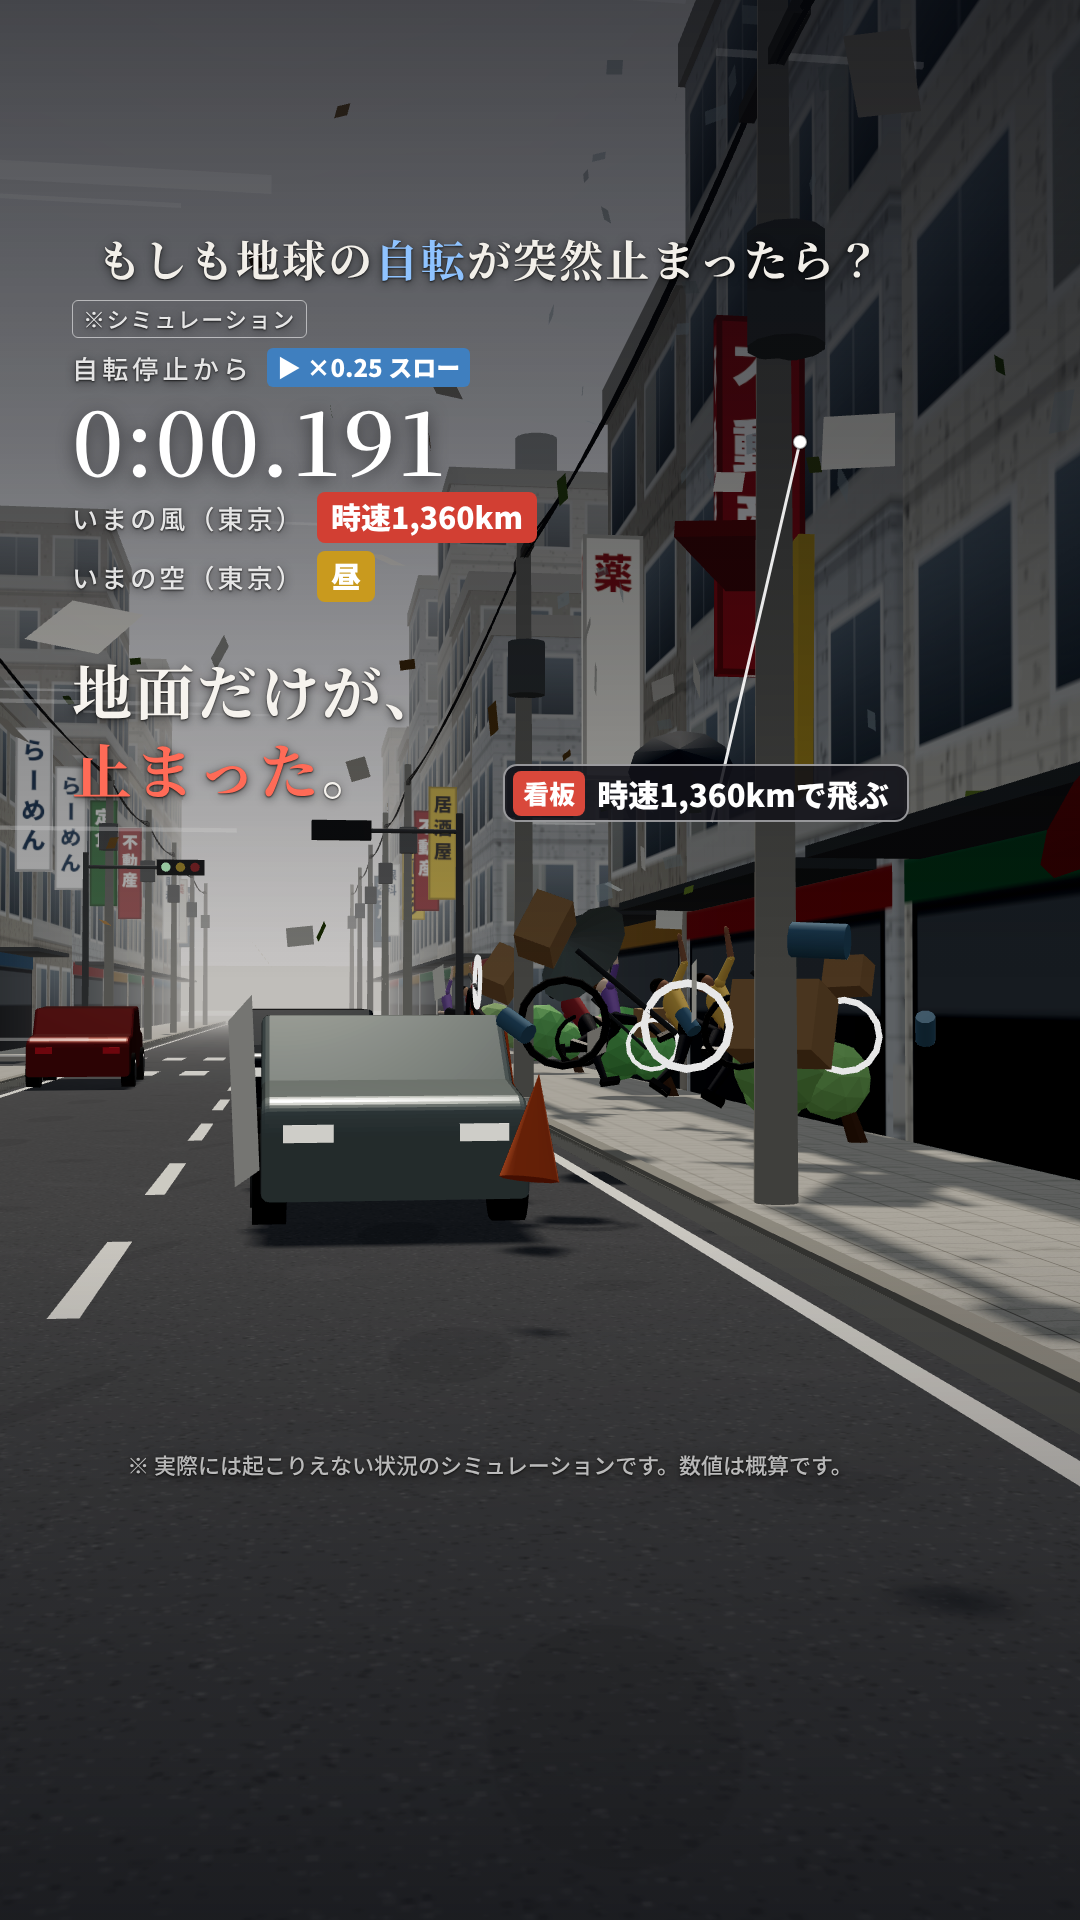 もしも地球の自転が突然止まったら？
※シミュレーション
自転停止から ▶ ×0.25 スロー
0:00.191
いまの風（東京） 時速1,360km
いまの空（東京） 昼
地面だけが、
止まった。
薬
看板 時速1,360kmで飛ぶ
らーめん
らーめん
不動産
居酒屋
※ 実際には起こりえない状況のシミュレーションです。数値は概算です。